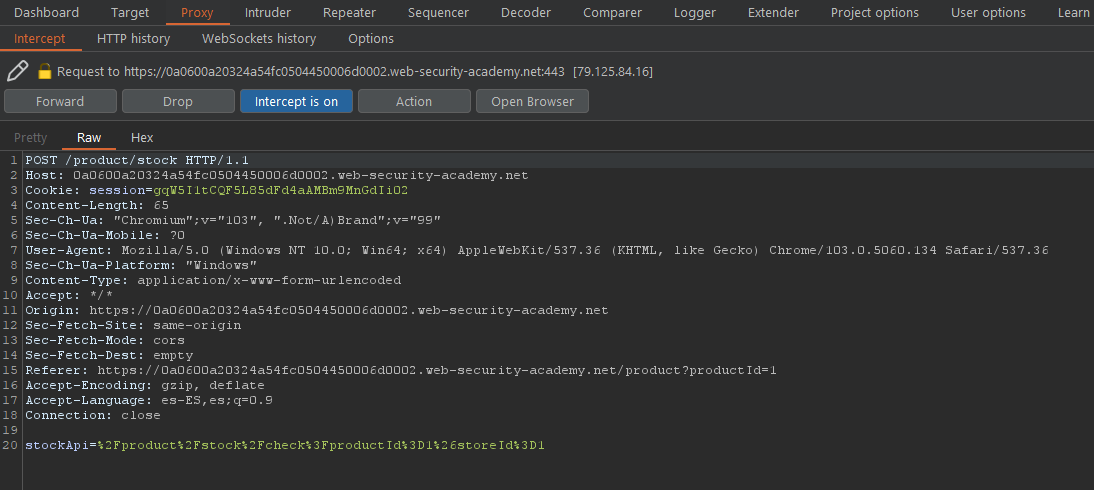 Dashboard Target Proxy Intruder Repeater Sequencer Decoder Comparer Logger Extender Project options User options Learn
Intercept HTTP history WebSockets history Options
Request to https://0a0600a20324a54fc0504450006d0002.web-security-academy.net:443 [79.125.84.16]
Forward Drop Intercept is on Action Open Browser
Pretty Raw Hex
1 POST /product/stock HTTP/1.1
2 Host: 0a0600a20324a54fc0504450006d0002.web-security-academy.net
3 Cookie: session=gqW5I1tCQF5L85dFd4aAMBm9MnGdIi02
4 Content-Length: 65
5 Sec-Ch-Ua: "Chromium";v="103", ".Not/A)Brand";v="99"
6 Sec-Ch-Ua-Mobile: ?0
7 User-Agent: Mozilla/5.0 (Windows NT 10.0; Win64; x64) AppleWebKit/537.36 (KHTML, like Gecko) Chrome/103.0.5060.134 Safari/537.36
8 Sec-Ch-Ua-Platform: "Windows"
9 Content-Type: application/x-www-form-urlencoded
10 Accept: */*
11 Origin: https://0a0600a20324a54fc0504450006d0002.web-security-academy.net
12 Sec-Fetch-Site: same-origin
13 Sec-Fetch-Mode: cors
14 Sec-Fetch-Dest: empty
15 Referer: https://0a0600a20324a54fc0504450006d0002.web-security-academy.net/product?productId=1
16 Accept-Encoding: gzip, deflate
17 Accept-Language: es-ES,es;q=0.9
18 Connection: close
19
20 stockApi=%2Fproduct%2Fstock%2Fcheck%3FproductId%3D1%26storeId%3D1